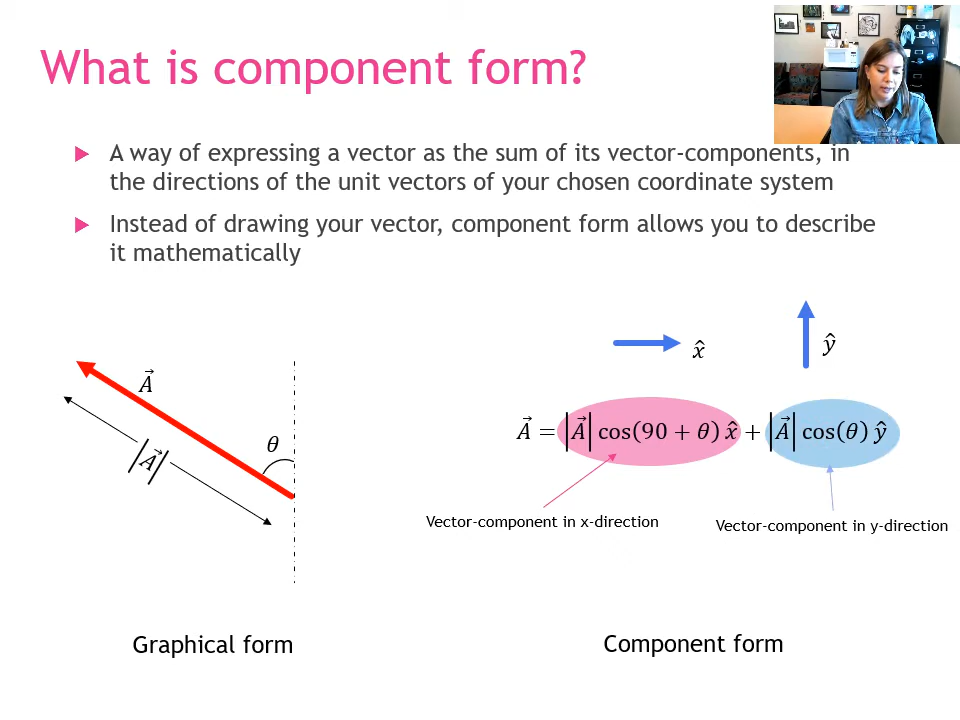 What is component form?
A way of expressing a vector as the sum of its vector-components, in
the directions of the unit vectors of your chosen coordinate system
Instead of drawing your vector, component form allows you to describe
it mathematically
x̂
ŷ
A⃗
θ
|A⃗|
A⃗ = |A⃗| cos(90 + θ) x̂ + |A⃗| cos(θ) ŷ
Vector-component in x-direction
Vector-component in y-direction
Graphical form
Component form